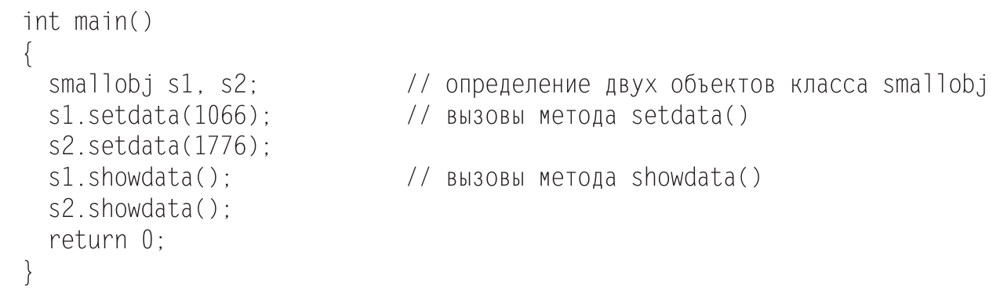 int main()
{
  smallobj s1, s2;           // определение двух объектов класса smallobj
  s1.setdata(1066);          // вызовы метода setdata()
  s2.setdata(1776);
  s1.showdata();             // вызовы метода showdata()
  s2.showdata();
  return 0;
}